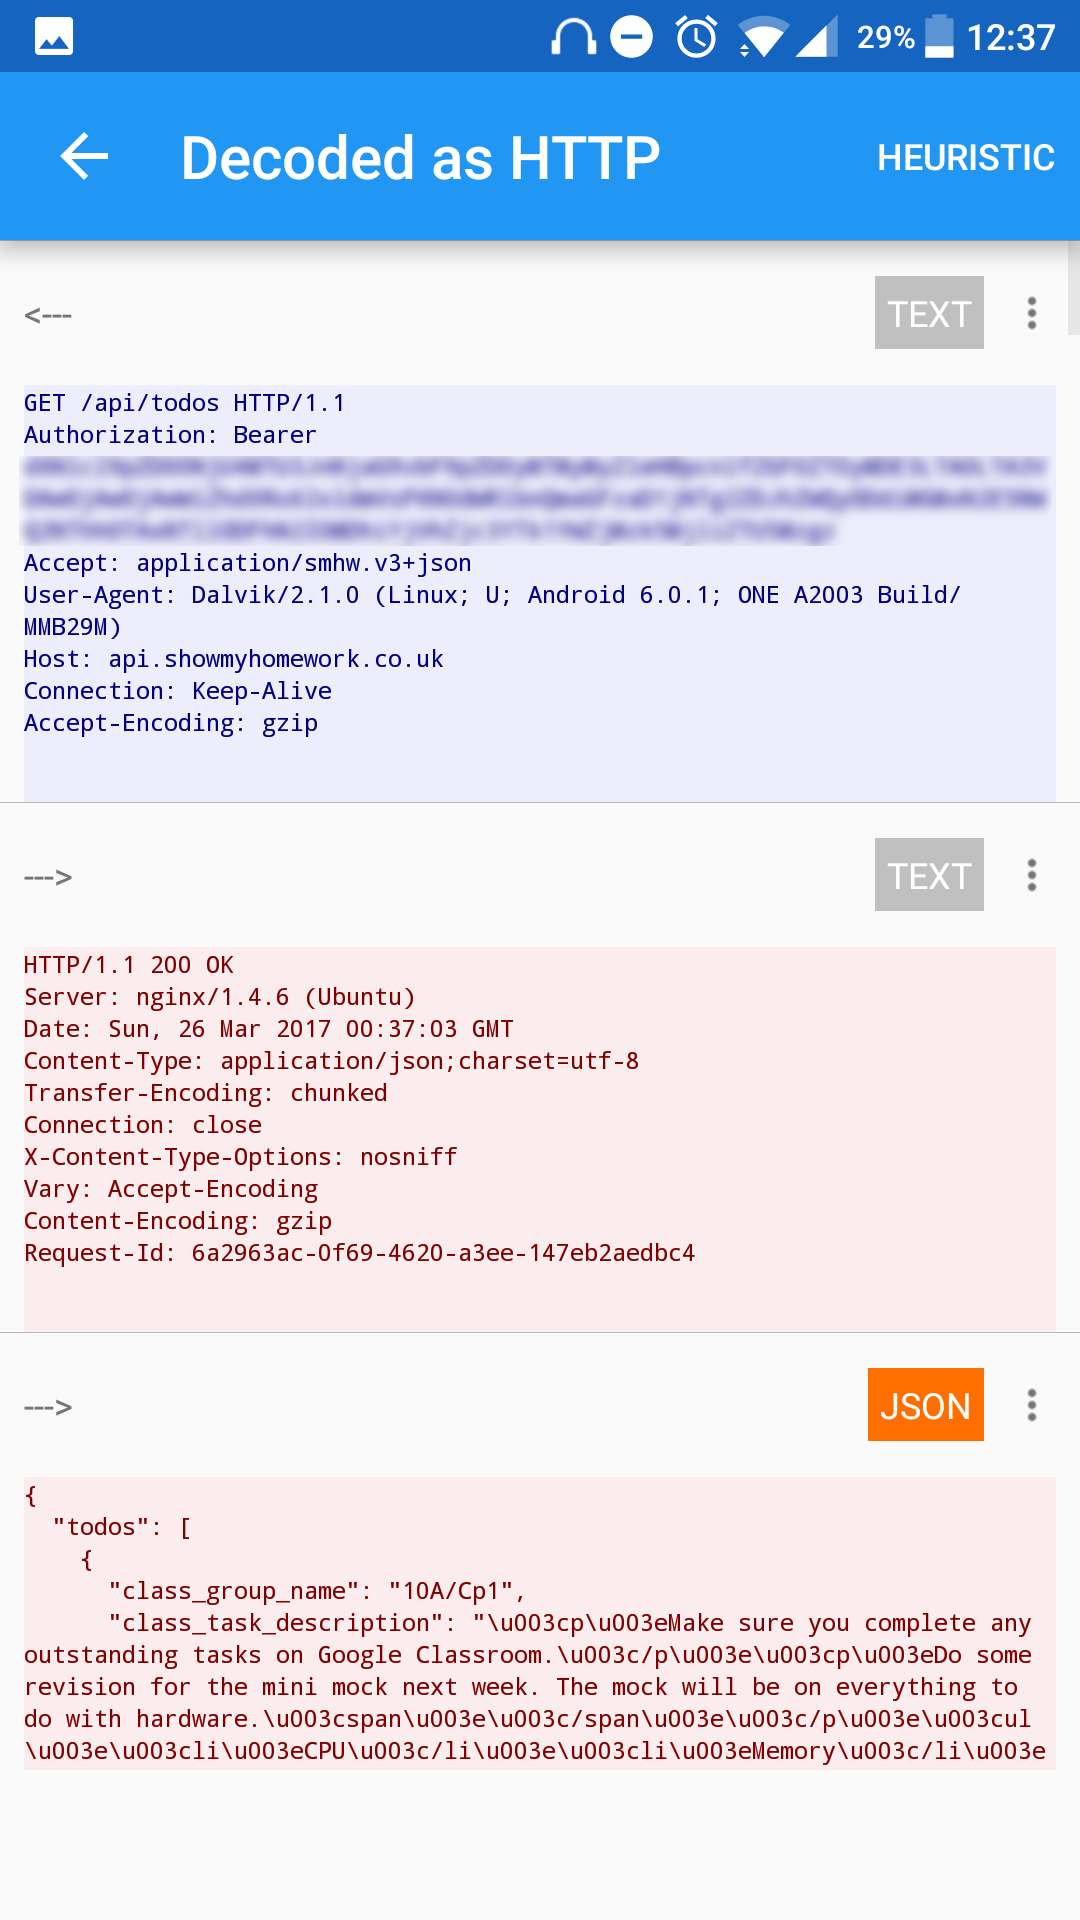 29% 12:37
Decoded as HTTP HEURISTIC
<--- TEXT
GET /api/todos HTTP/1.1
Authorization: Bearer
Accept: application/smhw.v3+json
User-Agent: Dalvik/2.1.0 (Linux; U; Android 6.0.1; ONE A2003 Build/
MMB29M)
Host: api.showmyhomework.co.uk
Connection: Keep-Alive
Accept-Encoding: gzip
---> TEXT
HTTP/1.1 200 OK
Server: nginx/1.4.6 (Ubuntu)
Date: Sun, 26 Mar 2017 00:37:03 GMT
Content-Type: application/json;charset=utf-8
Transfer-Encoding: chunked
Connection: close
X-Content-Type-Options: nosniff
Vary: Accept-Encoding
Content-Encoding: gzip
Request-Id: 6a2963ac-0f69-4620-a3ee-147eb2aedbc4
---> JSON
{
  "todos": [
    {
      "class_group_name": "10A/Cp1",
      "class_task_description": "\u003cp\u003eMake sure you complete any
outstanding tasks on Google Classroom.\u003c/p\u003e\u003cp\u003eDo some
revision for the mini mock next week. The mock will be on everything to
do with hardware.\u003cspan\u003e\u003c/span\u003e\u003c/p\u003e\u003cul
\u003e\u003cli\u003eCPU\u003c/li\u003e\u003cli\u003eMemory\u003c/li\u003e